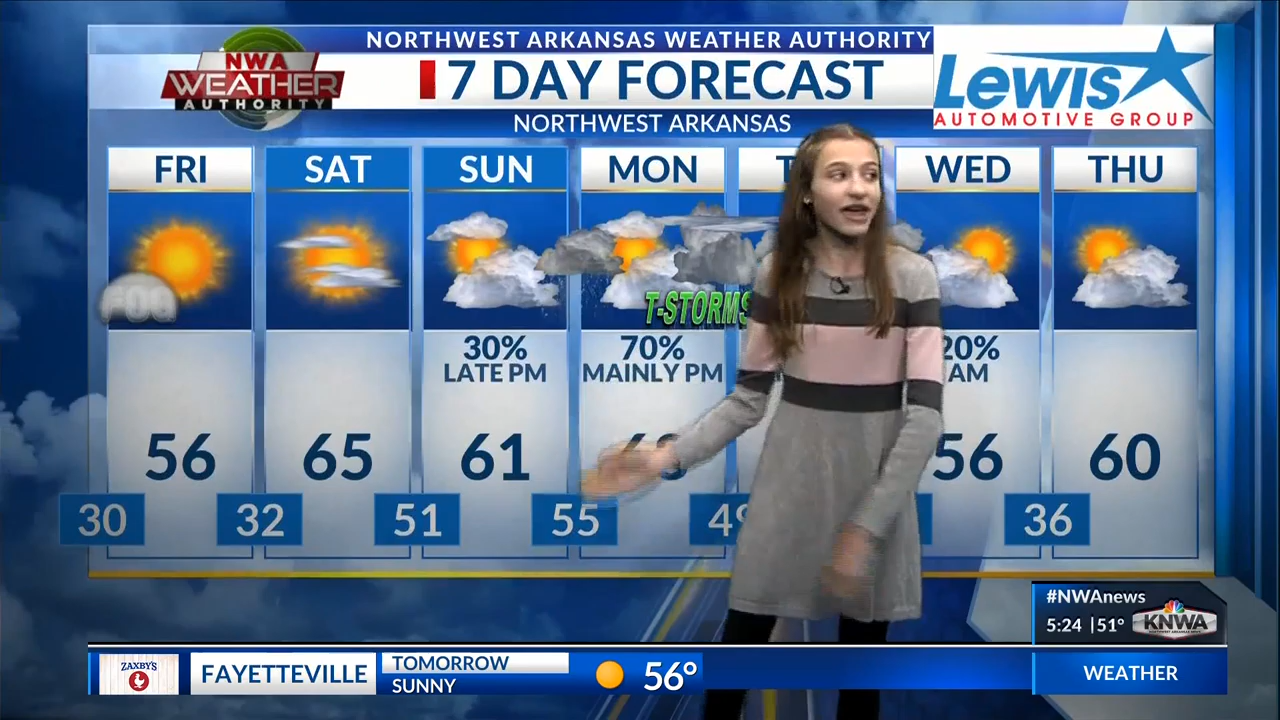 NORTHWEST ARKANSAS WEATHER AUTHORITY
NWA
WEATHER
AUTHORITY
7 DAY FORECAST
Lewis
AUTOMOTIVE GROUP
NORTHWEST ARKANSAS
FRI SAT SUN MON WED THU
FOG
T-STORMS
30% 70% 20%
LATE PM MAINLY PM AM
56 65 61 56 60
30 32 51 55 36
#NWAnews
5:24 | 51°
KNWA
ZAXBY'S
FAYETTEVILLE
TOMORROW
SUNNY
56°
WEATHER